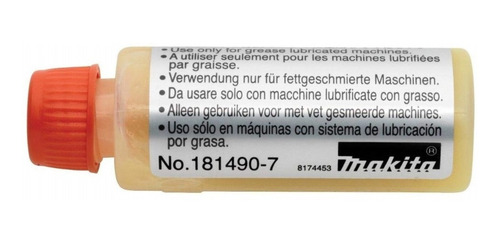 • Use only for grease lubricated machines.
• A utiliser seulement pour les machines lubrifiées
par graisse.
• Verwendung nur für fettgeschmierte Maschinen.
• Da usare solo con macchine lubrificate con grasso.
• Alleen gebruiken voor met vet gesmeerde machines.
• Uso sólo en máquinas con sistema de lubricación
por grasa.
No.181490-7 8174453 makita®